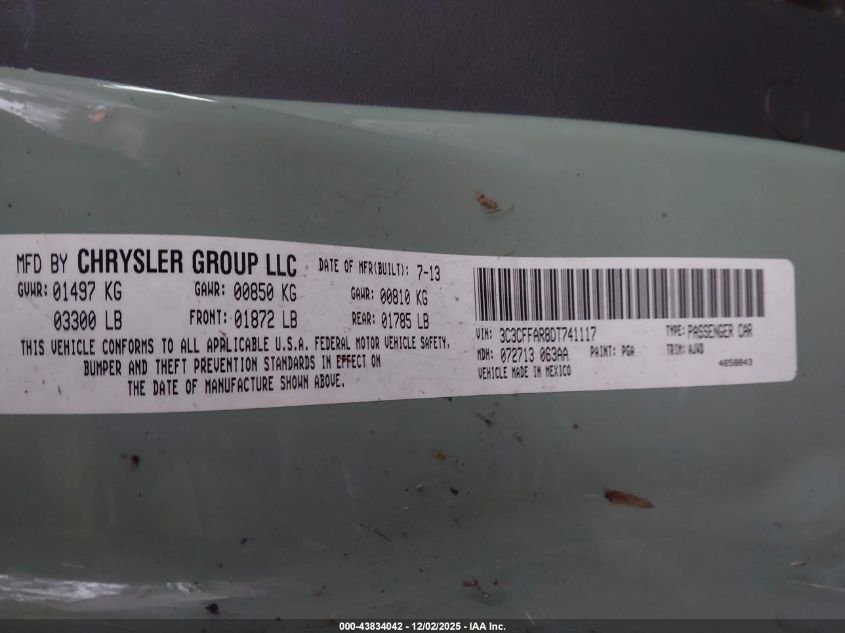 MFD BY CHRYSLER GROUP LLC DATE OF MFR(BUILT): 7-13
GVWR: 01497 KG GAWR: 00850 KG GAWR: 00810 KG
03300 LB FRONT: 01872 LB REAR: 01785 LB
THIS VEHICLE CONFORMS TO ALL APPLICABLE U.S.A. FEDERAL MOTOR VEHICLE SAFETY,
BUMPER AND THEFT PREVENTION STANDARDS IN EFFECT ON
THE DATE OF MANUFACTURE SHOWN ABOVE.
VIN: 3C3CFFAR8DT741117 TYPE: PASSENGER CAR
MDH: 072713 063AA PAINT: PGA TRIM: AJWD
VEHICLE MADE IN MEXICO 4658843
000-43834042 • 12/02/2025 - IAA Inc.